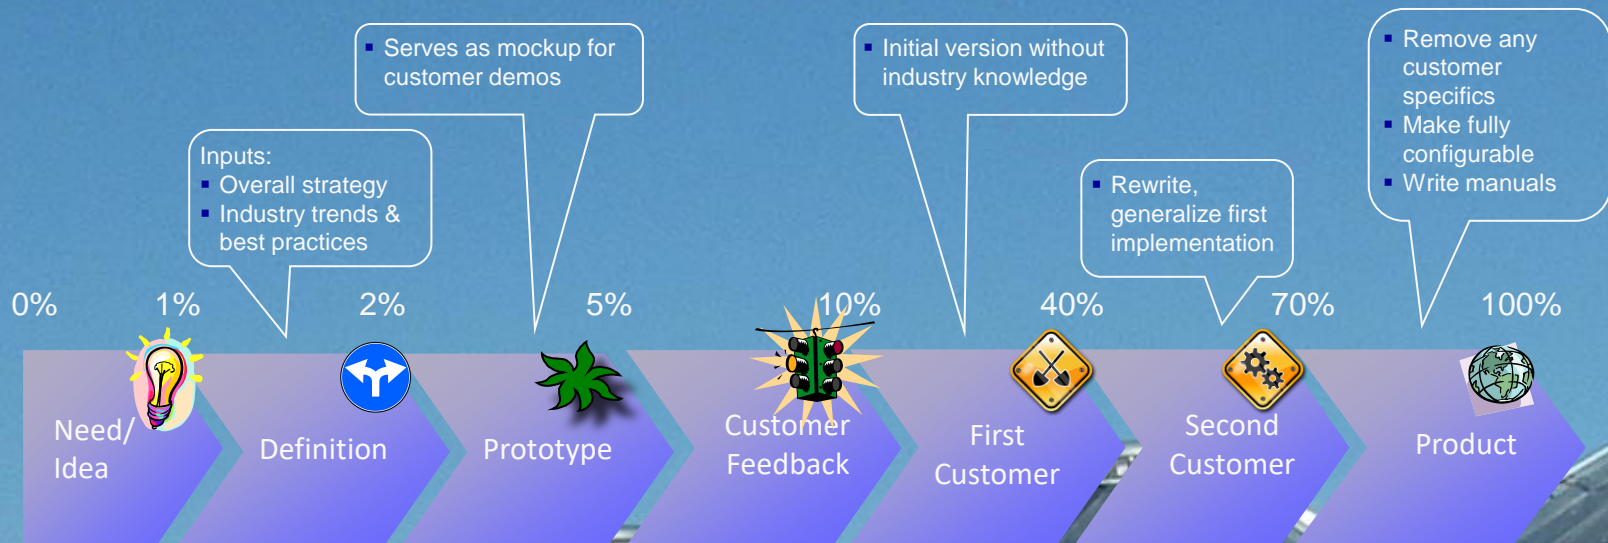 Serves as mockup for
customer demos
Initial version without
industry knowledge
Remove any
customer
specifics
Make fully
configurable
Write manuals
Inputs:
Overall strategy
Industry trends &
best practices
Rewrite,
generalize first
implementation
0%
1%
2%
5%
10%
40%
70%
100%
Need/
Idea
Definition
Prototype
Customer
Feedback
First
Customer
Second
Customer
Product